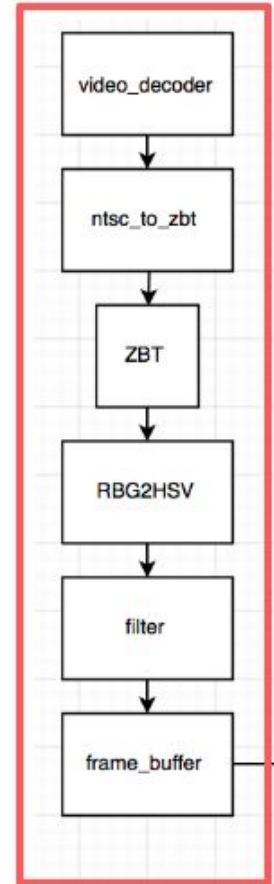 video_decoder
ntsc_to_zbt
ZBT
RBG2HSV
filter
frame_buffer